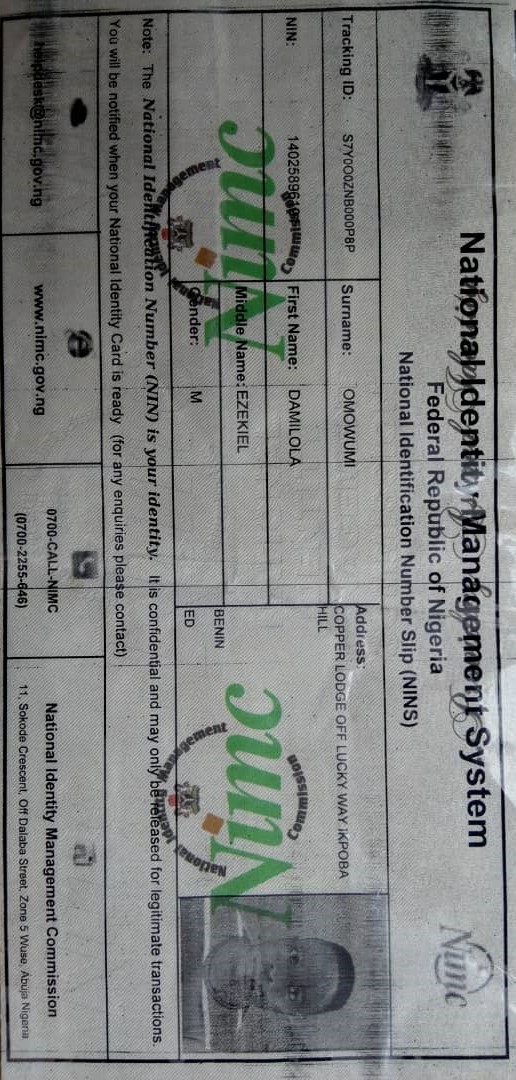 National Identity Management System
Federal Republic of Nigeria
National Identification Number Slip (NINS)
Nimc
Tracking ID: S7Y0O0ZNB000P8P
Surname: OMOWUMI
Address:
COPPER LODGE OFF LUCKY WAY IKPOBA
HILL
NIN:
First Name: DAMILOLA
Middle Name: EZEKIEL
BENIN
Gender: M
ED
Nimc
National Identity Management Commission
Nimc
National Identity Management Commission
Note: The National Identification Number (NIN) is your identity. It is confidential and may only be released for legitimate transactions.
You will be notified when your National Identity Card is ready (for any enquiries please contact)
helpdesk@nimc.gov.ng
www.nimc.gov.ng
0700-CALL-NIMC
(0700-2255-646)
National Identity Management Commission
11, Sokode Crescent, Off Dalaba Street, Zone 5 Wuse, Abuja Nigeria